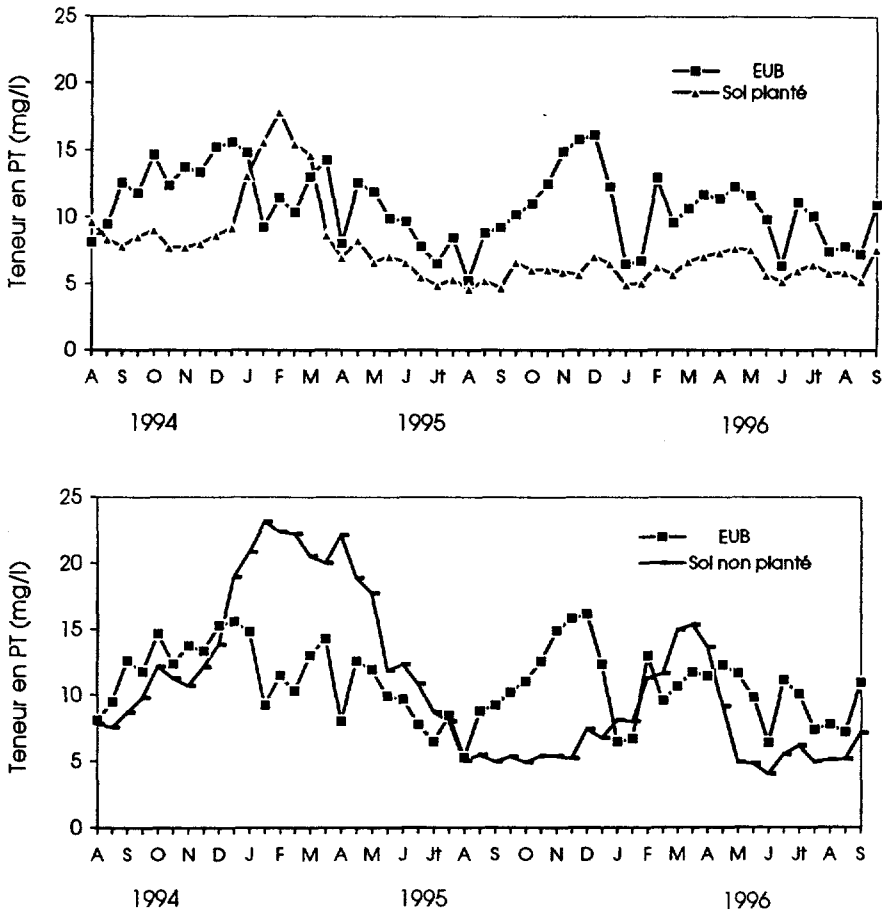 Teneur en PT (mg/l)
25
20
15
10
5
0
EUB
Sol planté
A S O N D J F M A M J Jt A S O N D J F M A M J Jt A S
1994 1995 1996
Teneur en PT (mg/l)
25
20
15
10
5
0
EUB
Sol non planté
A S O N D J F M A M J Jt A S O N D J F M A M J Jt A S
1994 1995 1996